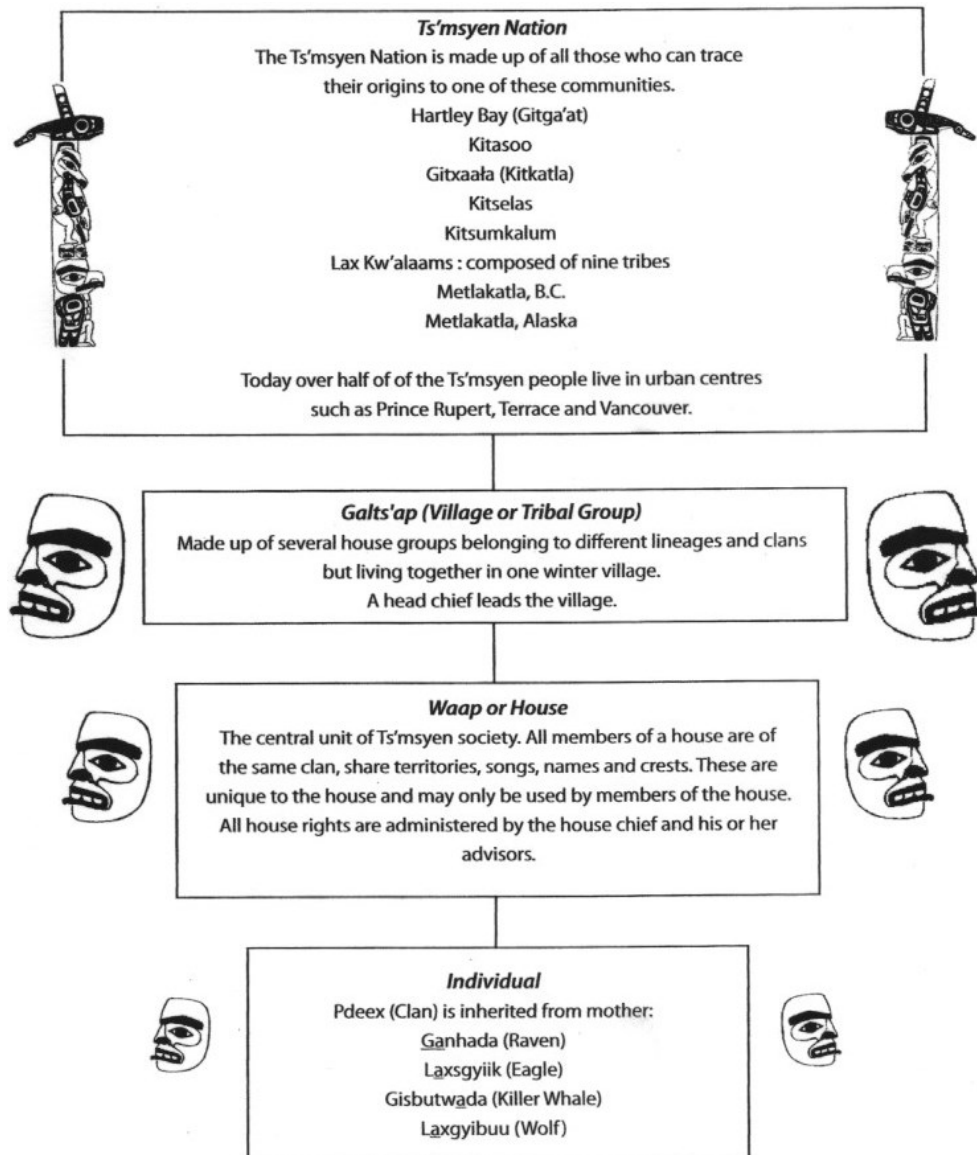 Ts'msyen Nation
The Ts'msyen Nation is made up of all those who can trace
their origins to one of these communities.
Hartley Bay (Gitga'at)
Kitasoo
Gitxaała (Kitkatla)
Kitselas
Kitsumkalum
Lax Kw'alaams : composed of nine tribes
Metlakatla, B.C.
Metlakatla, Alaska
Today over half of of the Ts'msyen people live in urban centres
such as Prince Rupert, Terrace and Vancouver.
Galts'ap (Village or Tribal Group)
Made up of several house groups belonging to different lineages and clans
but living together in one winter village.
A head chief leads the village.
Waap or House
The central unit of Ts'msyen society. All members of a house are of
the same clan, share territories, songs, names and crests. These are
unique to the house and may only be used by members of the house.
All house rights are administered by the house chief and his or her
advisors.
Individual
Pdeex (Clan) is inherited from mother:
G̲a̲nhada (Raven)
La̲xsgyiik (Eagle)
Gisbutwa̲da (Killer Whale)
La̲xgyibuu (Wolf)